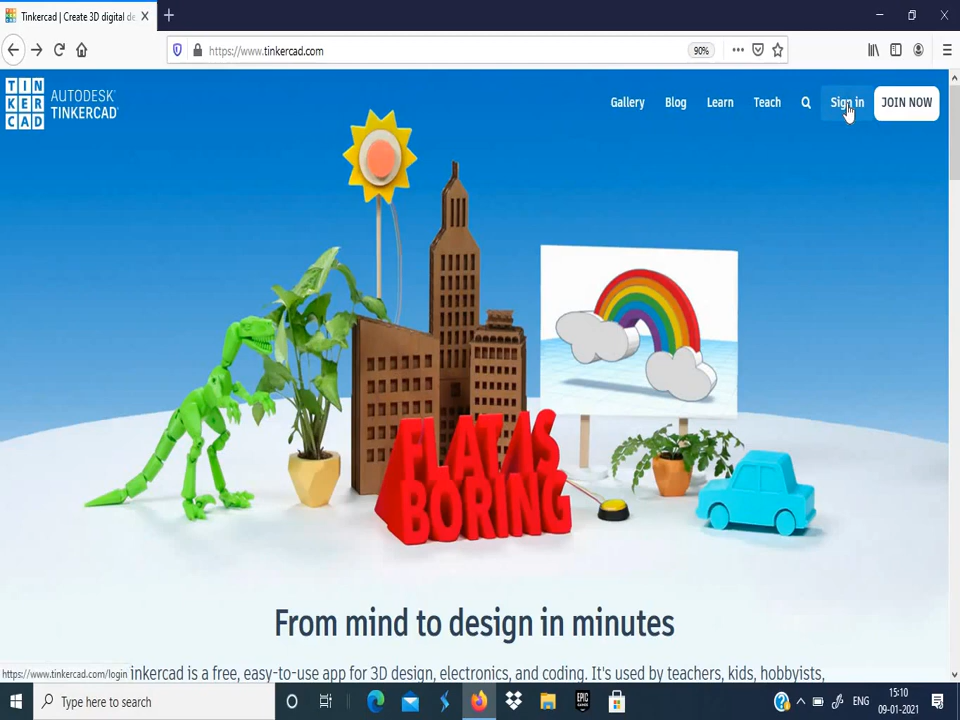 Tinkercad | Create 3D digital de
https://www.tinkercad.com
90%
TIN
KER
CAD
AUTODESK
TINKERCAD
Gallery
Blog
Learn
Teach
Sign in
JOIN NOW
FLAT IS
BORING
From mind to design in minutes
https://www.tinkercad.com/login
inkercad is a free, easy-to-use app for 3D design, electronics, and coding. It's used by teachers, kids, hobbyists,
Type here to search
EPIC
GAMES
ENG
15:10
09-01-2021